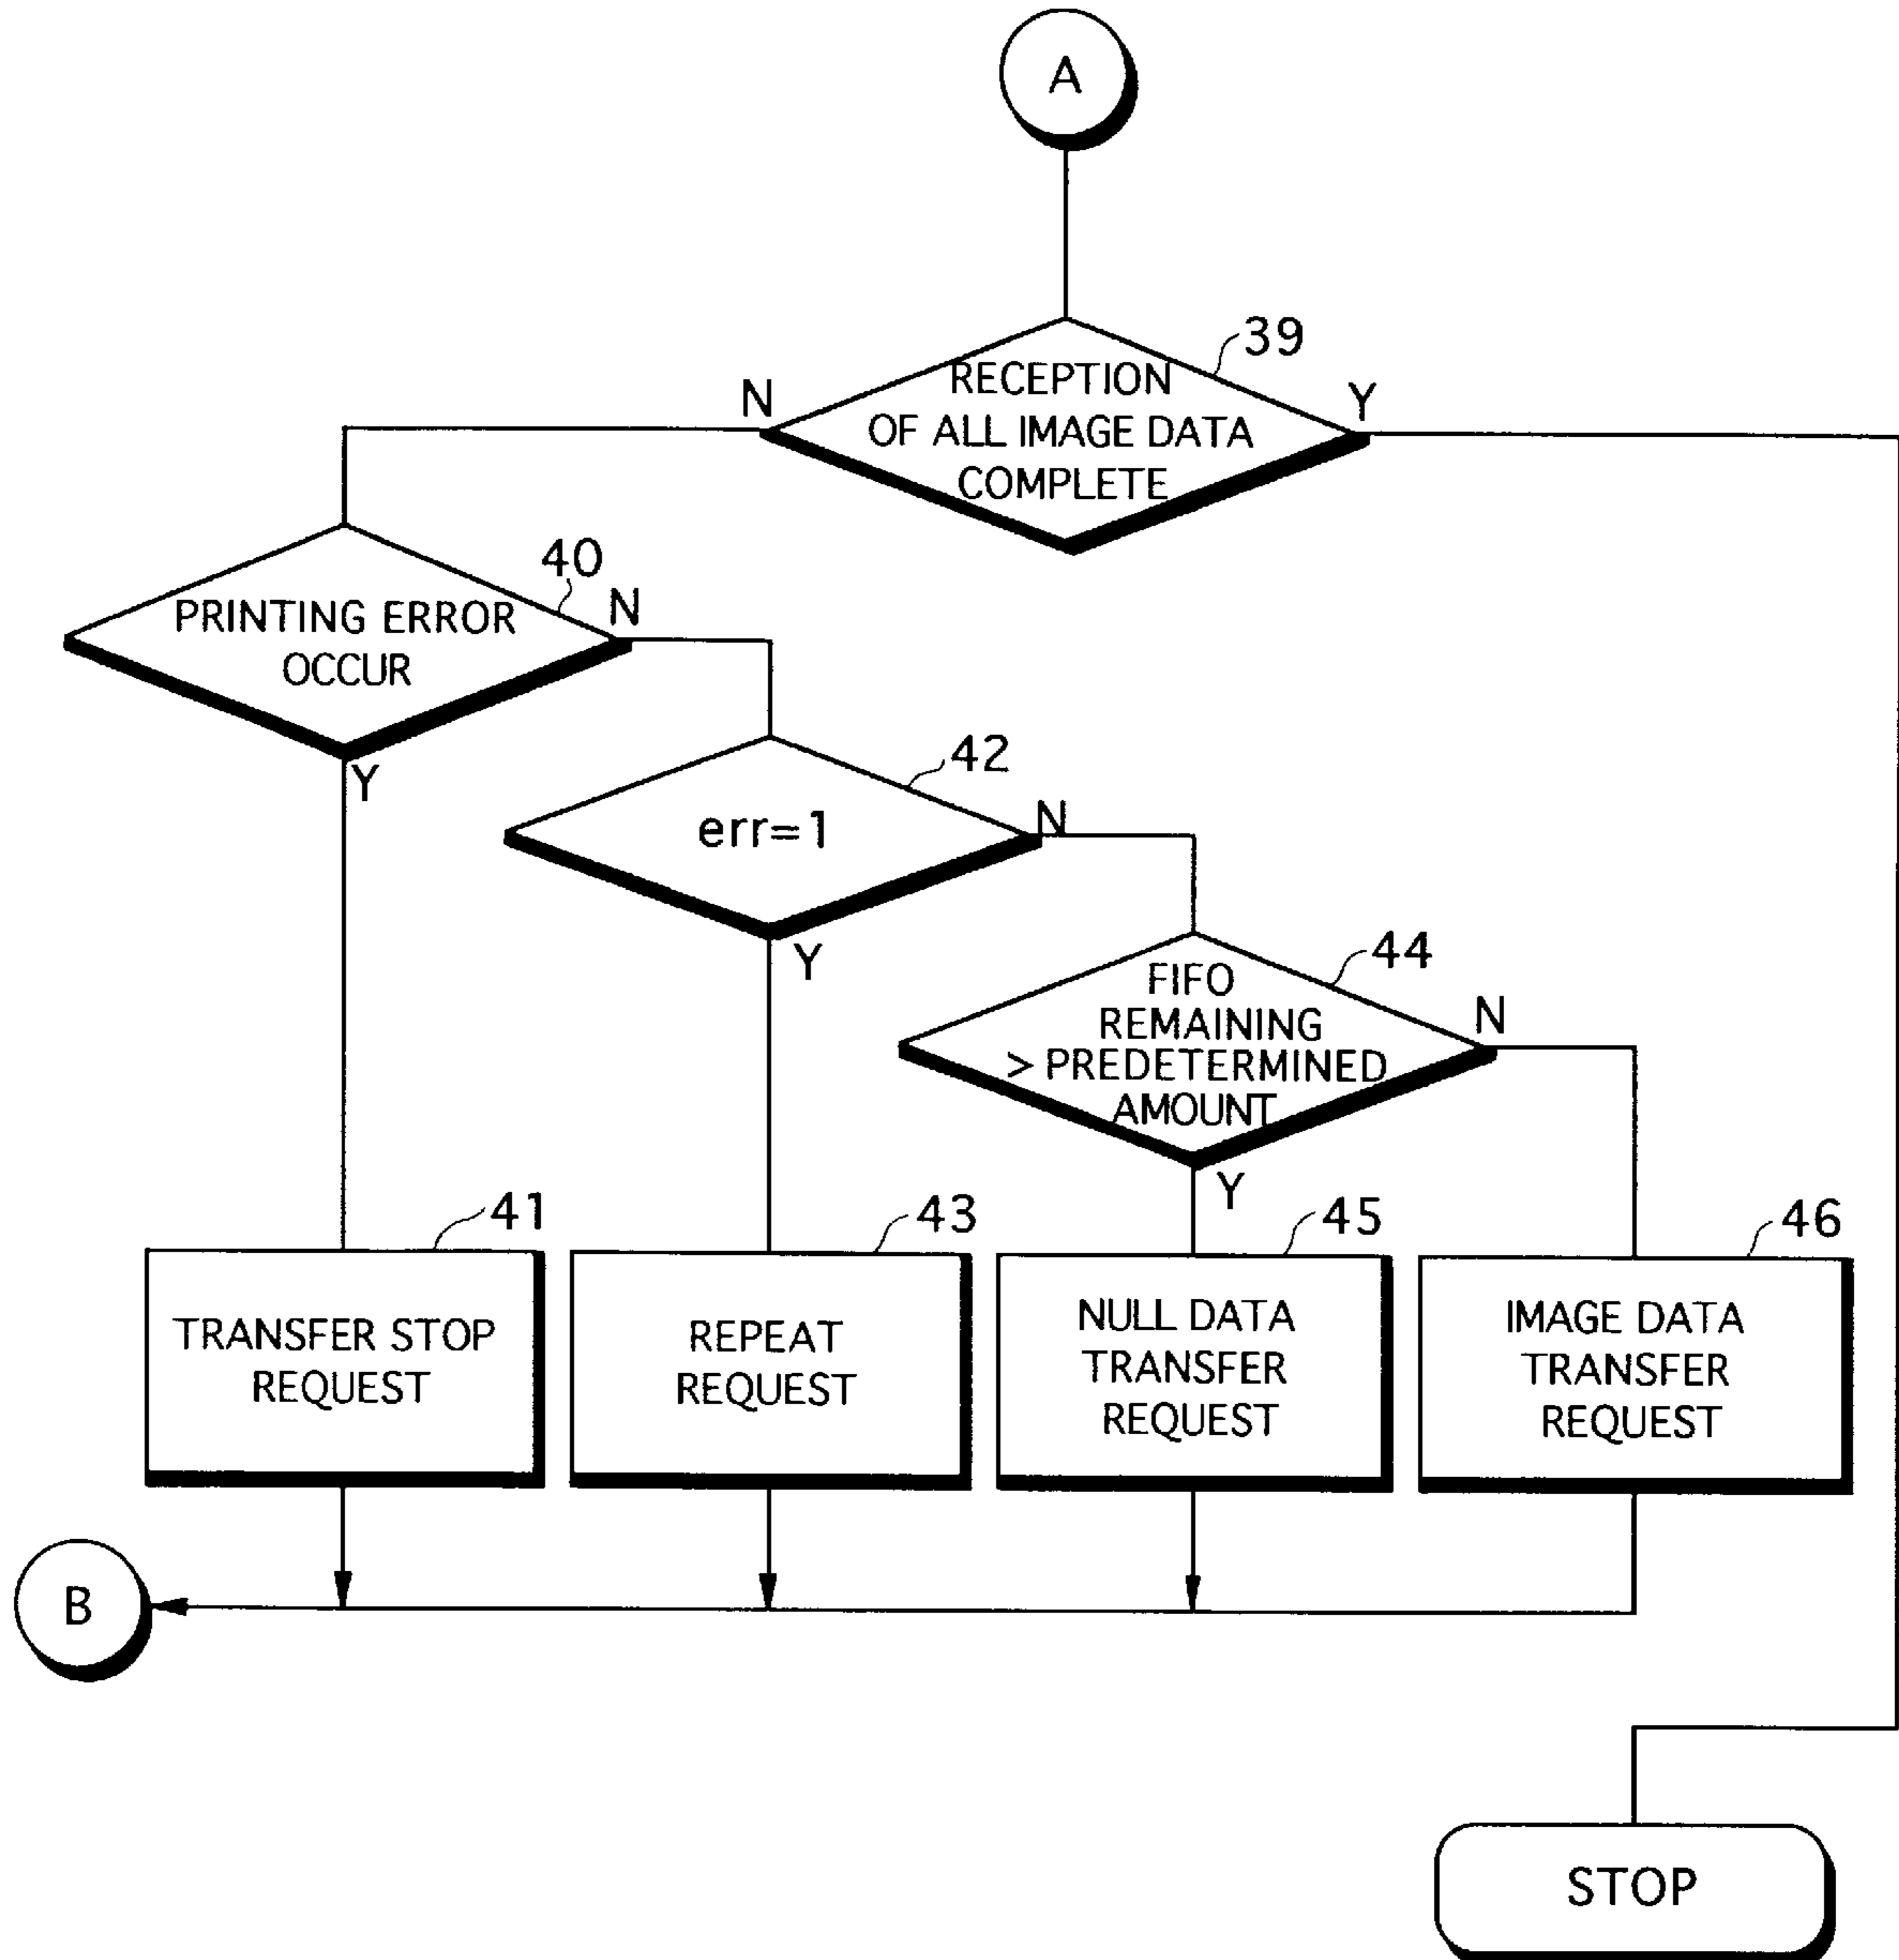 A
39
RECEPTION
OF ALL IMAGE DATA
COMPLETE
N
Y
40
PRINTING ERROR
OCCUR
N
Y
42
err=1
N
Y
44
FIFO
REMAINING
> PREDETERMINED
AMOUNT
N
Y
41
TRANSFER STOP
REQUEST
43
REPEAT
REQUEST
45
NULL DATA
TRANSFER
REQUEST
46
IMAGE DATA
TRANSFER
REQUEST
B
STOP